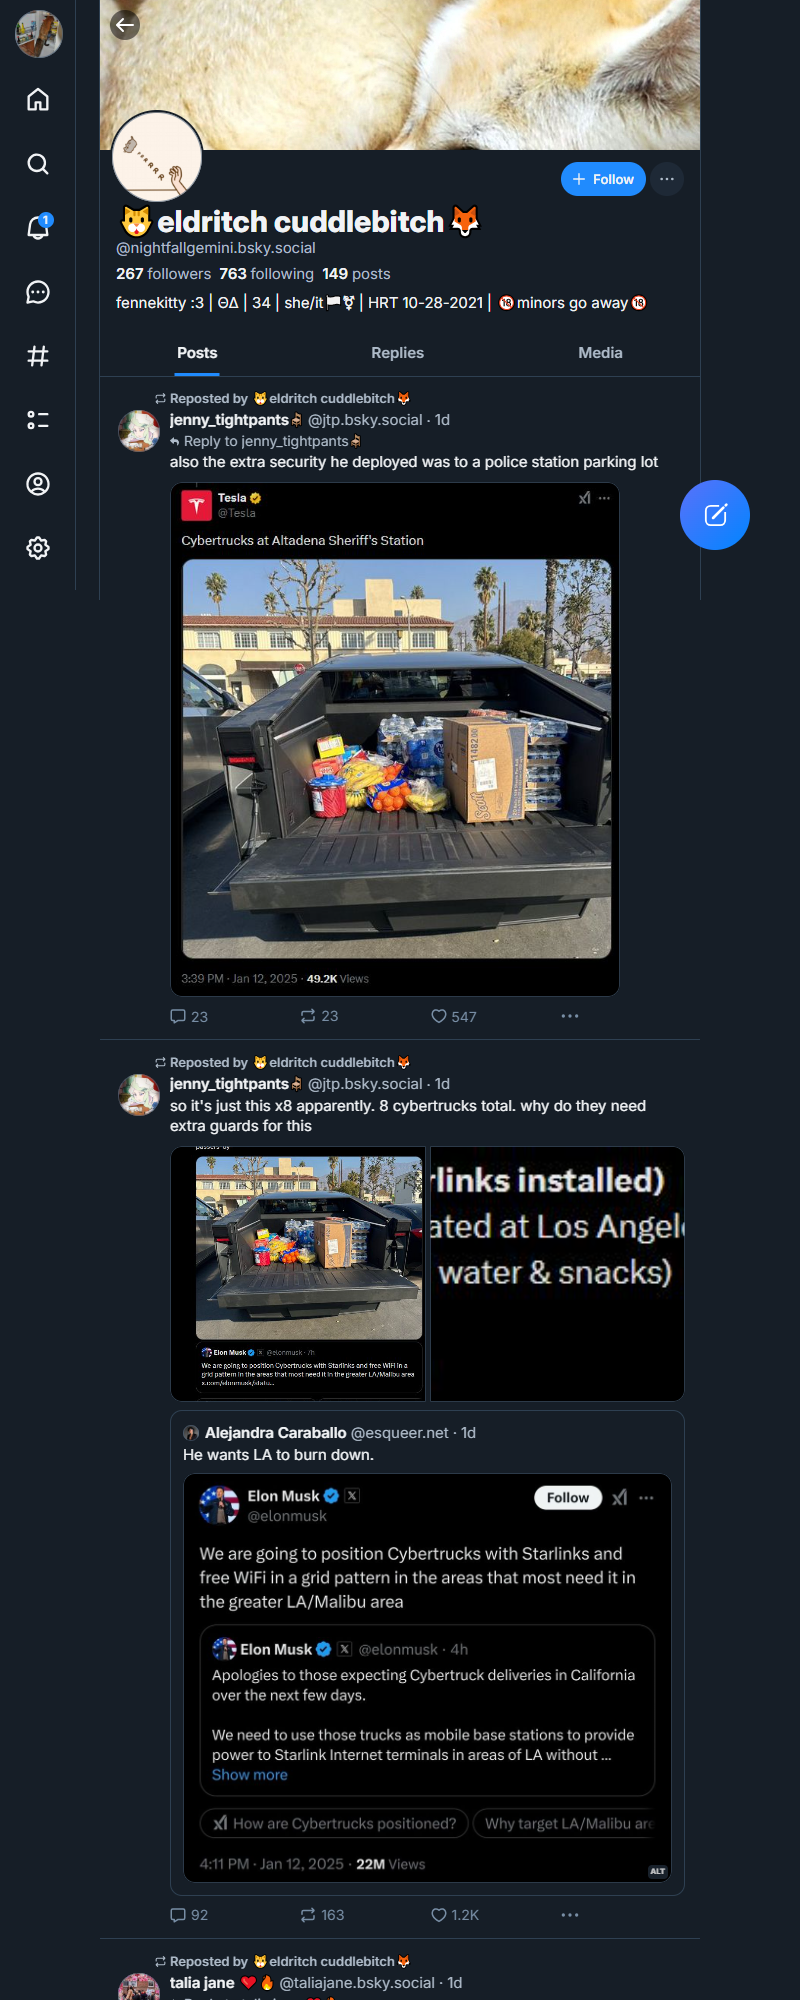 + Follow
🐱eldritch cuddlebitch🦊
@nightfallgemini.bsky.social
267 followers 763 following 149 posts
fennekitty :3 | ΘΔ | 34 | she/it🏳️‍⚧️ | HRT 10-28-2021 | 🔞minors go away🔞
1
Posts Replies Media
Reposted by 🐱eldritch cuddlebitch🦊
jenny_tightpants🪑 @jtp.bsky.social · 1d
Reply to jenny_tightpants🪑
also the extra security he deployed was to a police station parking lot
Tesla
@Tesla
Cybertrucks at Altadena Sheriff's Station
3:39 PM · Jan 12, 2025 · 49.2K Views
23 23 547
Reposted by 🐱eldritch cuddlebitch🦊
jenny_tightpants🪑 @jtp.bsky.social · 1d
so it's just this x8 apparently. 8 cybertrucks total. why do they need
extra guards for this
passers-by
Elon Musk @elonmusk · 7h
We are going to position Cybertrucks with Starlinks and free WiFi in a
grid pattern in the areas that most need it in the greater LA/Malibu area
x.com/elonmusk/statu...
rlinks installed)
ated at Los Angel
water & snacks)
Alejandra Caraballo @esqueer.net · 1d
He wants LA to burn down.
Elon Musk X
@elonmusk
Follow
We are going to position Cybertrucks with Starlinks and
free WiFi in a grid pattern in the areas that most need it in
the greater LA/Malibu area
Elon Musk X @elonmusk · 4h
Apologies to those expecting Cybertruck deliveries in California
over the next few days.
We need to use those trucks as mobile base stations to provide
power to Starlink Internet terminals in areas of LA without ...
Show more
How are Cybertrucks positioned? Why target LA/Malibu are
4:11 PM · Jan 12, 2025 · 22M Views
ALT
92 163 1.2K
Reposted by 🐱eldritch cuddlebitch🦊
talia jane ❤️🔥 @taliajane.bsky.social · 1d